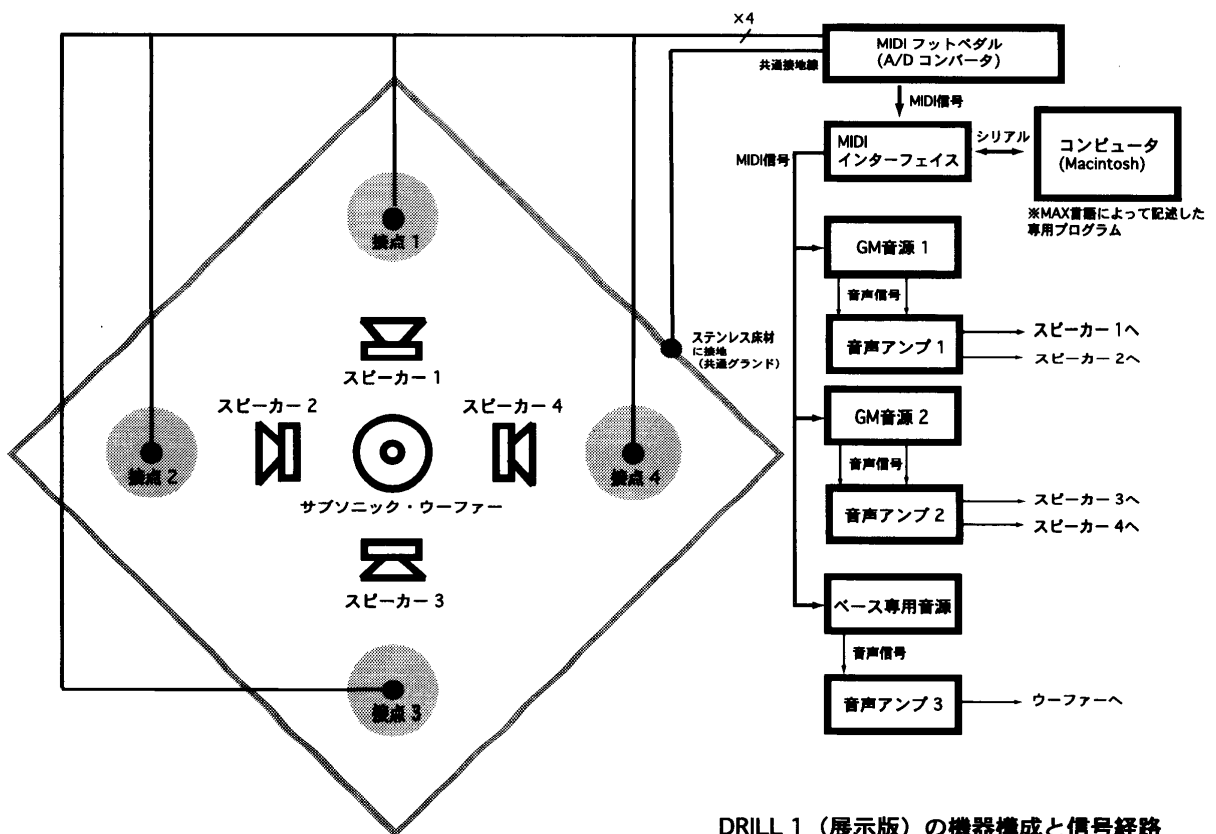 ×4
MIDI フットペダル
(A/D コンバータ)
共通接地線
MIDI信号
MIDI
インターフェイス
シリアル
コンピュータ
(Macintosh)
MIDI信号
※MAX言語によって記述した
専用プログラム
接点 1
GM音源 1
音声信号
音声アンプ 1
スピーカー 1へ
スピーカー 2へ
ステンレス床材
に接地
(共通グランド)
スピーカー 1
スピーカー 2
スピーカー 4
GM音源 2
音声信号
接点 2
接点 4
サブソニック・ウーファー
音声アンプ 2
スピーカー 3へ
スピーカー 4へ
スピーカー 3
ベース専用音源
音声信号
接点 3
音声アンプ 3
ウーファーへ
DRILL 1(展示版)の機器構成と信号経路